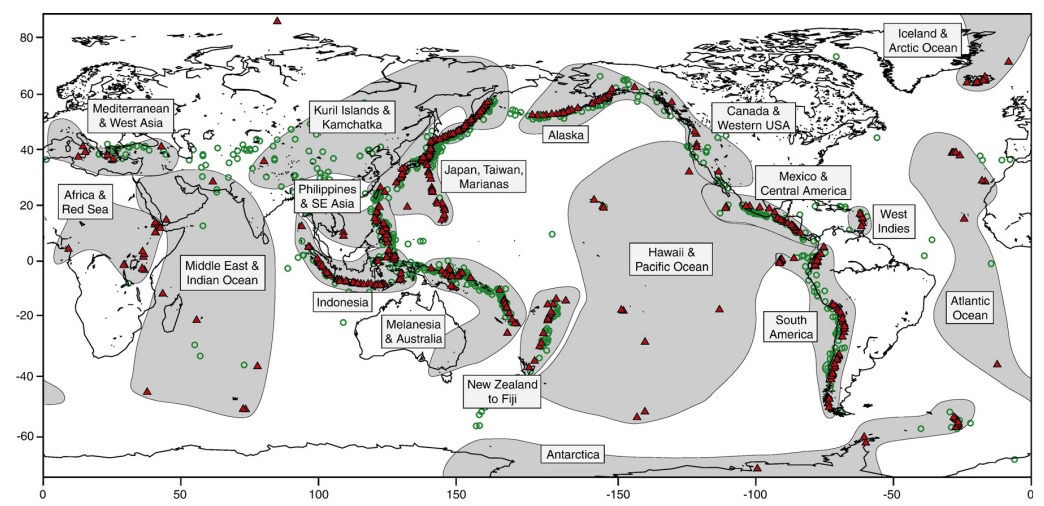 Iceland &
Arctic Ocean
Mediterranean
& West Asia
Kuril Islands &
Kamchatka
Alaska
Canada &
Western USA
Japan, Taiwan,
Marianas
Mexico &
Central America
Philippines
& SE Asia
Africa &
Red Sea
West
Indies
Hawaii &
Pacific Ocean
Middle East &
Indian Ocean
Indonesia
Melanesia
& Australia
South
America
Atlantic
Ocean
New Zealand
to Fiji
Antarctica
80
60
40
20
0
-20
-40
-60
0 50 100 150 -150 -100 -50 0